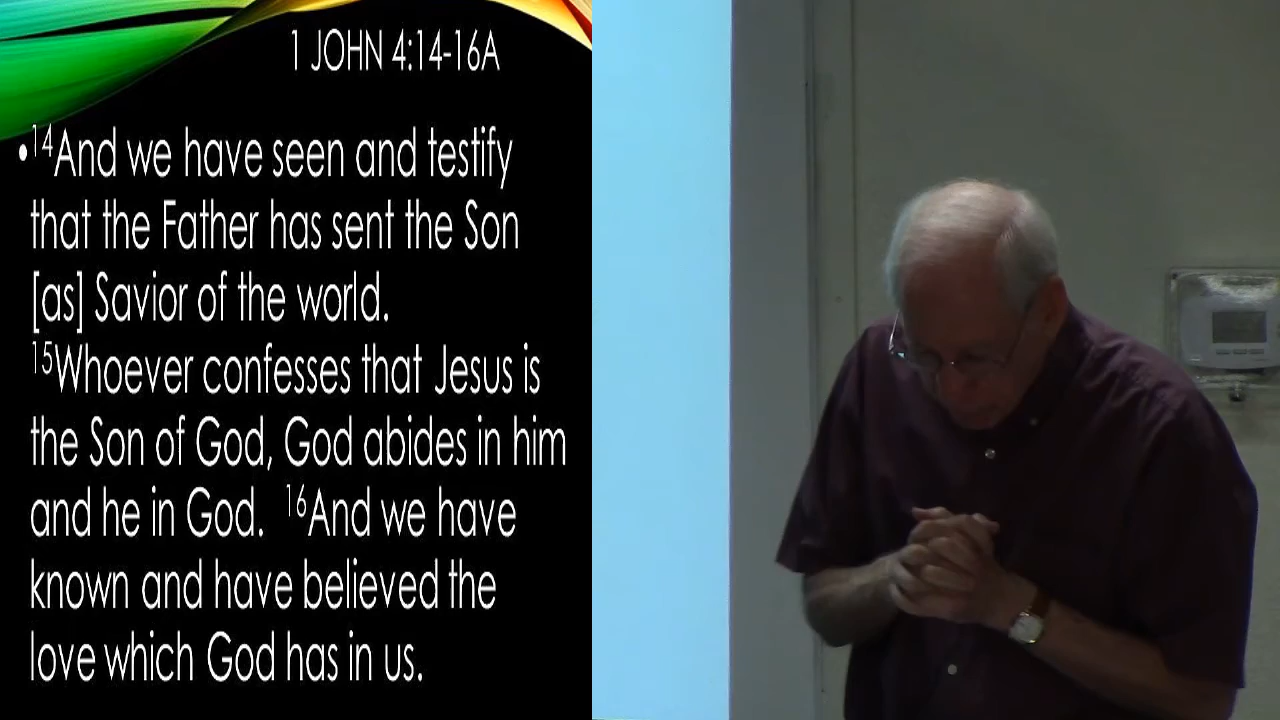 1 JOHN 4:14-16A
•14And we have seen and testify
that the Father has sent the Son
[as] Savior of the world.
15Whoever confesses that Jesus is
the Son of God, God abides in him
and he in God. 16And we have
known and have believed the
love which God has in us.